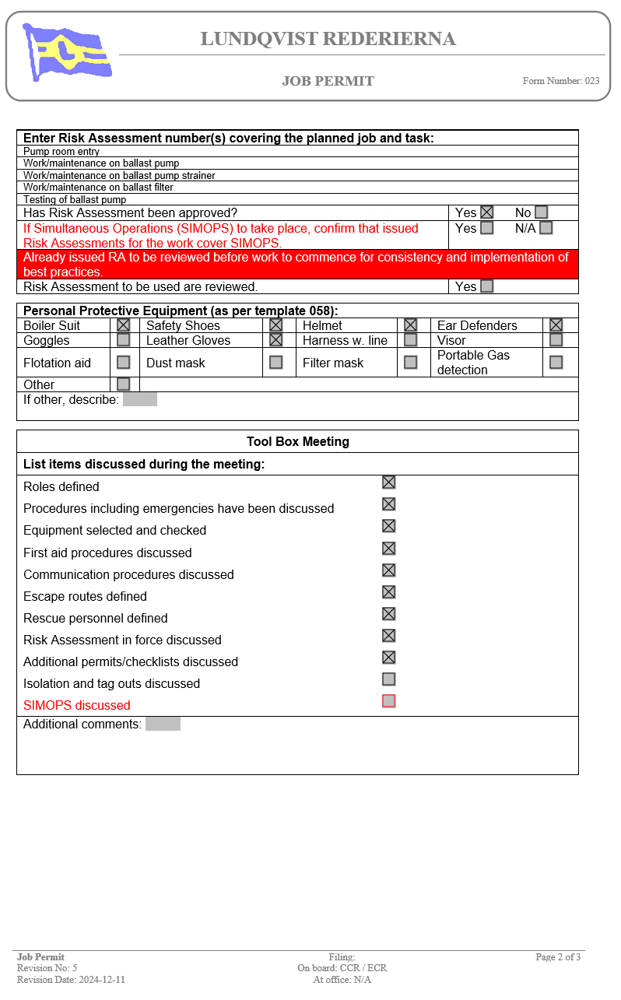 LUNDQVIST REDERIERNA
JOB PERMIT
Form Number: 023
Enter Risk Assessment number(s) covering the planned job and task:
Pump room entry
Work/maintenance on ballast pump
Work/maintenance on ballast pump strainer
Work/maintenance on ballast filter
Testing of ballast pump
Has Risk Assessment been approved? Yes ☒ No ☐
If Simultaneous Operations (SIMOPS) to take place, confirm that issued Yes ☐ N/A ☐
Risk Assessments for the work cover SIMOPS.
Already issued RA to be reviewed before work to commence for consistency and implementation of
best practices.
Risk Assessment to be used are reviewed. Yes ☐
Personal Protective Equipment (as per template 058):
Boiler Suit ☒ Safety Shoes ☒ Helmet ☒ Ear Defenders ☒
Goggles ☐ Leather Gloves ☒ Harness w. line ☐ Visor ☐
Flotation aid ☐ Dust mask ☐ Filter mask ☐ Portable Gas
detection ☐
Other ☐
If other, describe:
Tool Box Meeting
List items discussed during the meeting:
Roles defined ☒
Procedures including emergencies have been discussed ☒
Equipment selected and checked ☒
First aid procedures discussed ☒
Communication procedures discussed ☒
Escape routes defined ☒
Rescue personnel defined ☒
Risk Assessment in force discussed ☒
Additional permits/checklists discussed ☒
Isolation and tag outs discussed ☐
SIMOPS discussed ☐
Additional comments:
Job Permit Filing: Page 2 of 3
Revision No: 5 On board: CCR / ECR
Revision Date: 2024-12-11 At office: N/A